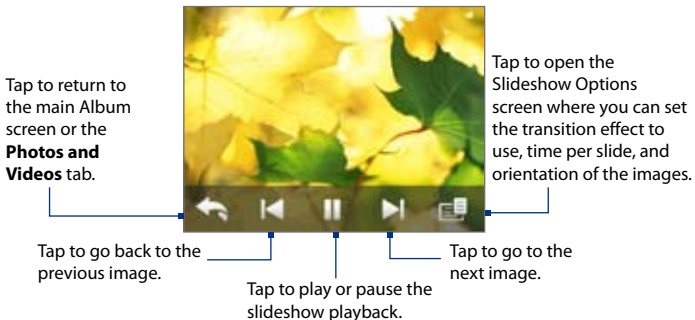 Tap to return to
the main Album
screen or the
Photos and
Videos tab.
Tap to open the
Slideshow Options
screen where you can set
the transition effect to
use, time per slide, and
orientation of the images.
Tap to go back to the
previous image.
Tap to play or pause the
slideshow playback.
Tap to go to the
next image.